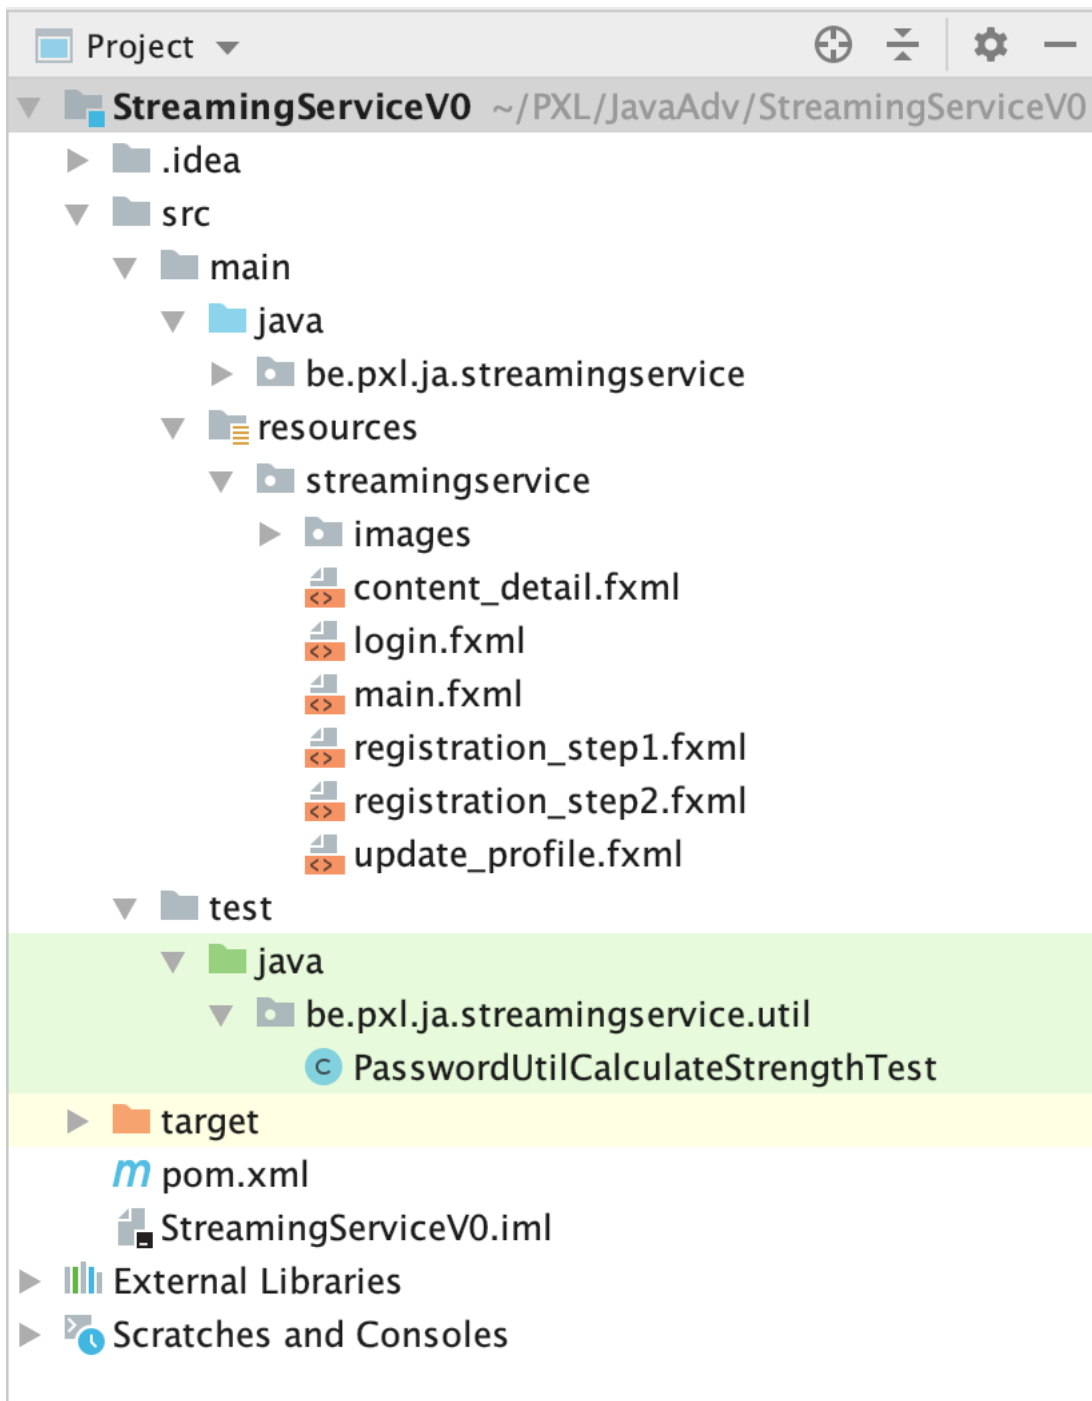 Project
StreamingServiceV0 ~/PXL/JavaAdv/StreamingServiceV0
.idea
src
main
java
be.pxl.ja.streamingservice
resources
streamingservice
images
content_detail.fxml
login.fxml
main.fxml
registration_step1.fxml
registration_step2.fxml
update_profile.fxml
test
java
be.pxl.ja.streamingservice.util
C PasswordUtilCalculateStrengthTest
target
m pom.xml
StreamingServiceV0.iml
External Libraries
Scratches and Consoles